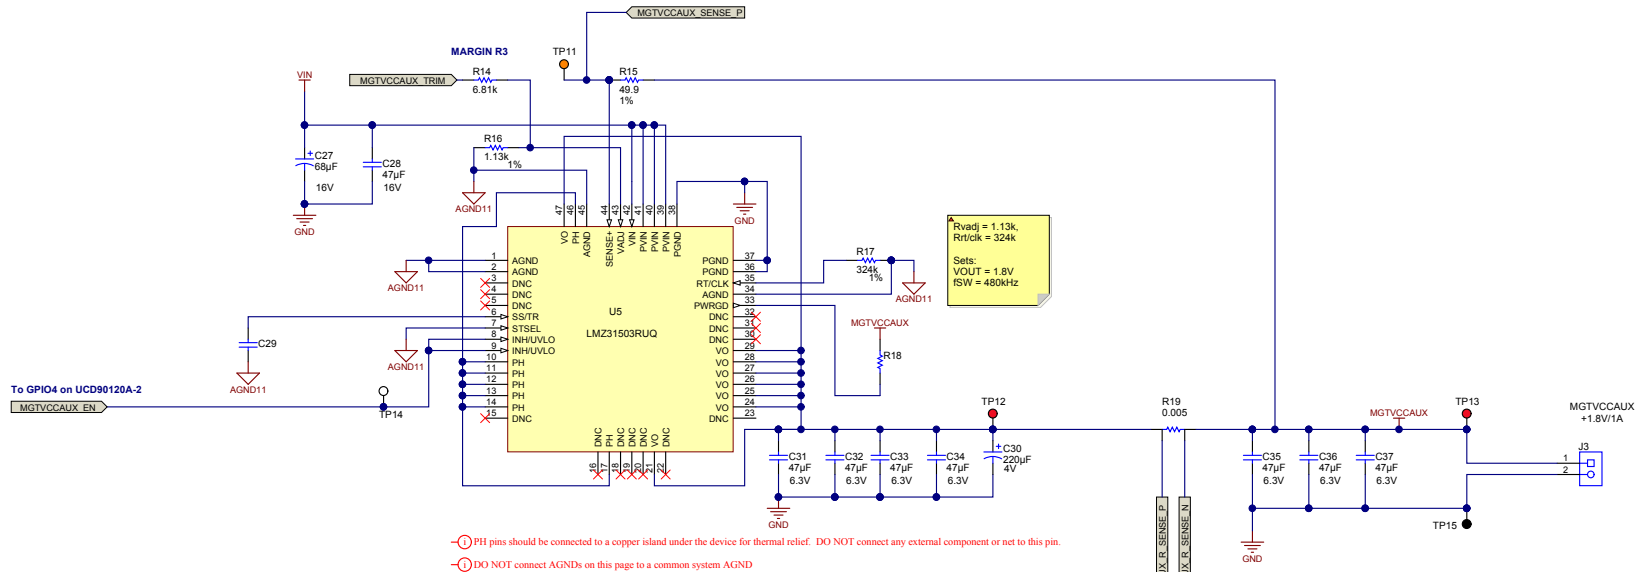 MGTVCCAUX_SENSE_P
MARGIN R3
TP11
VIN
MGTVCCAUX_TRIM
R14
6.81k
R15
49.9
1%
R16
1.13k
1%
C27
68µF
16V
C28
47µF
16V
GND
AGND11
GND
47 46 45 44 43 42 41 40 39 38
VO PH AGND SENSE+ VADJ VIN PVIN PVIN PVIN PGND
1 AGND
2 AGND
3 DNC
4 DNC
5 DNC
6 SS/TR
7 STSEL
8 INH/UVLO
9 INH/UVLO
10 PH
11 PH
12 PH
13 PH
14 PH
15 DNC
U5
LMZ31503RUQ
PGND 37
PGND 36
RT/CLK 35
AGND 34
PWRGD 33
DNC 32
DNC 31
DNC 30
VO 29
VO 28
VO 27
VO 26
VO 25
VO 24
DNC 23
DNC PH DNC DNC DNC VO DNC
16 17 18 19 20 21 22
AGND11
AGND11
C29
AGND11
To GPIO4 on UCD90120A-2
MGTVCCAUX_EN
TP14
R17
324k
1%
AGND11
MGTVCCAUX
R18
Rvadj = 1.13k,
Rrt/clk = 324k
Sets:
VOUT = 1.8V
fSW = 480kHz
TP12
C31
47µF
6.3V
C32
47µF
6.3V
C33
47µF
6.3V
C34
47µF
6.3V
C30
220µF
4V
GND
R19
0.005
UX_R_SENSE_P
UX_R_SENSE_N
C35
47µF
6.3V
C36
47µF
6.3V
C37
47µF
6.3V
GND
MGTVCCAUX
TP13
TP15
MGTVCCAUX
+1.8V/1A
J3
1
2
PH pins should be connected to a copper island under the device for thermal relief. DO NOT connect any external component or net to this pin.
DO NOT connect AGNDs on this page to a common system AGND